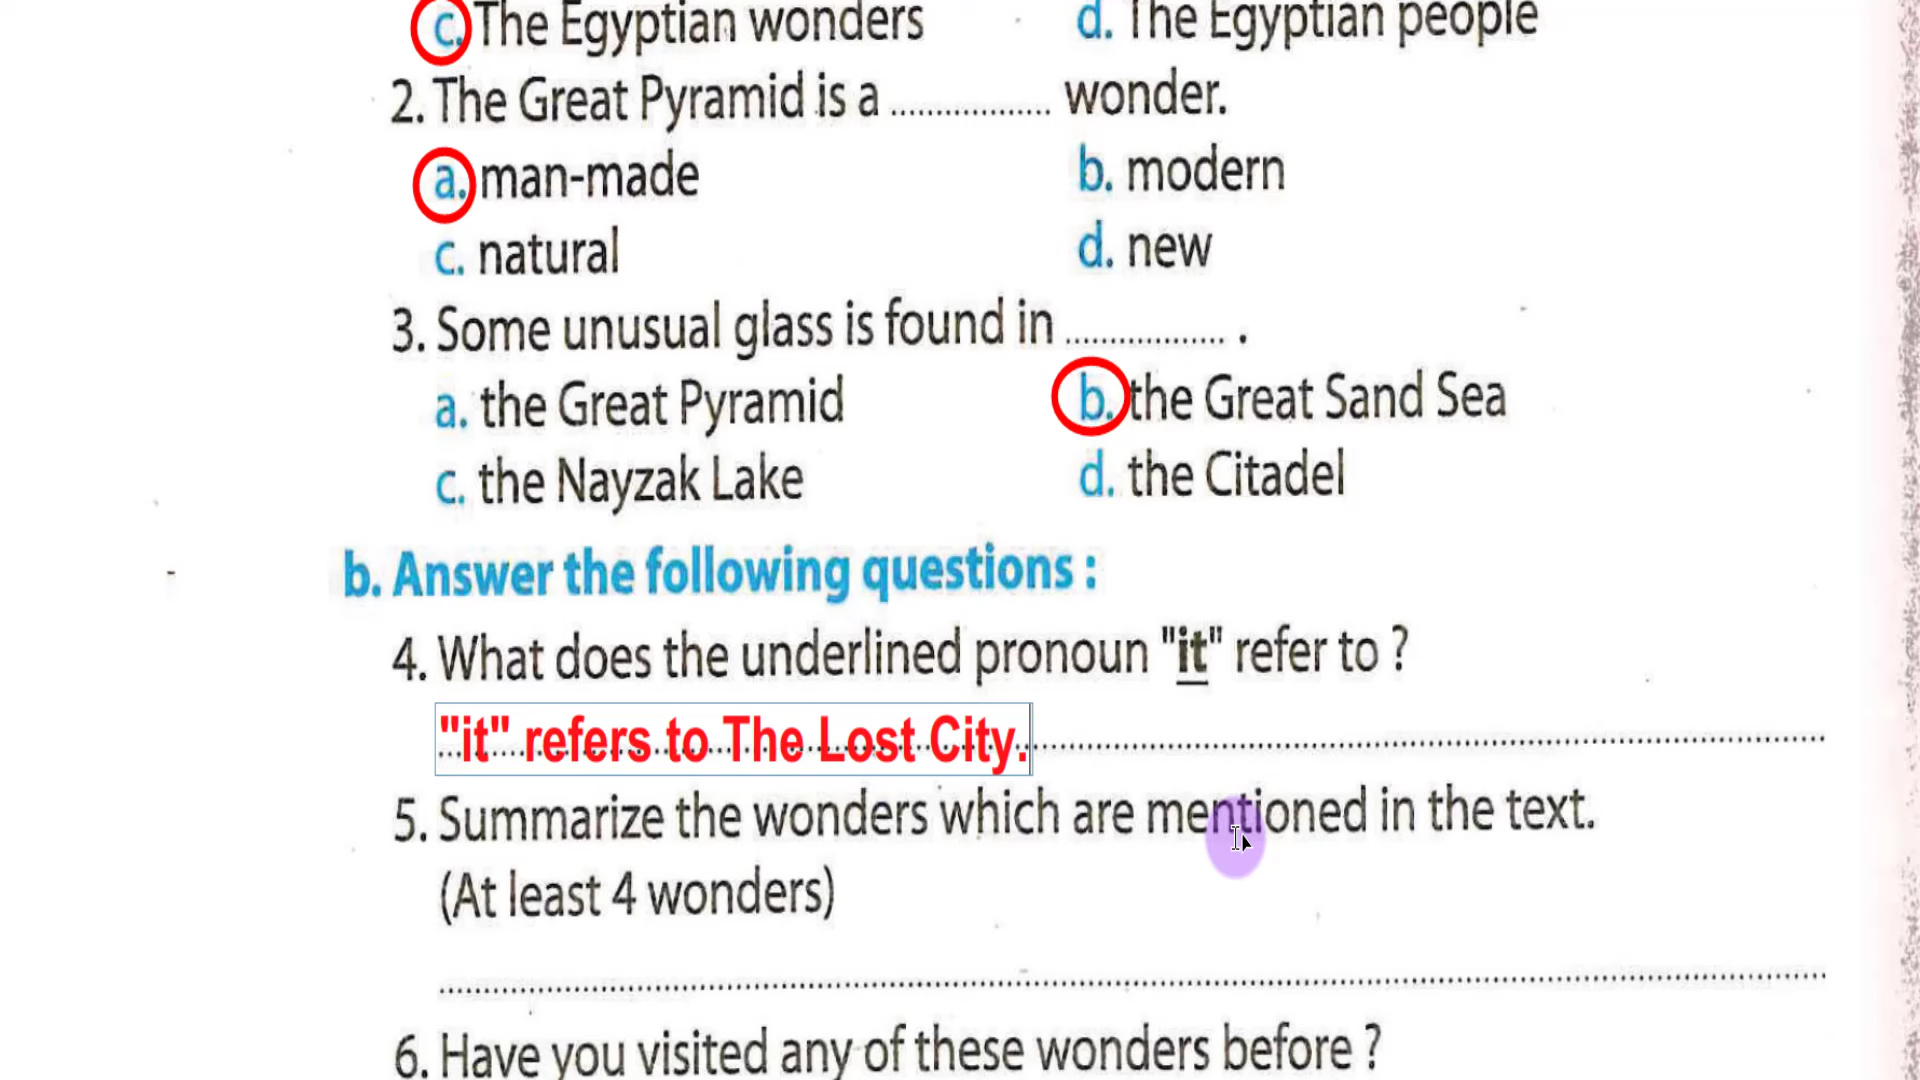 c. The Egyptian wonders d. The Egyptian people
2. The Great Pyramid is a ................. wonder.
a. man-made b. modern
c. natural d. new
3. Some unusual glass is found in ................. .
a. the Great Pyramid b. the Great Sand Sea
c. the Nayzak Lake d. the Citadel
b. Answer the following questions :
4. What does the underlined pronoun "it" refer to ?
"it" refers to The Lost City.
5. Summarize the wonders which are mentioned in the text.
(At least 4 wonders)
6. Have you visited any of these wonders before ?